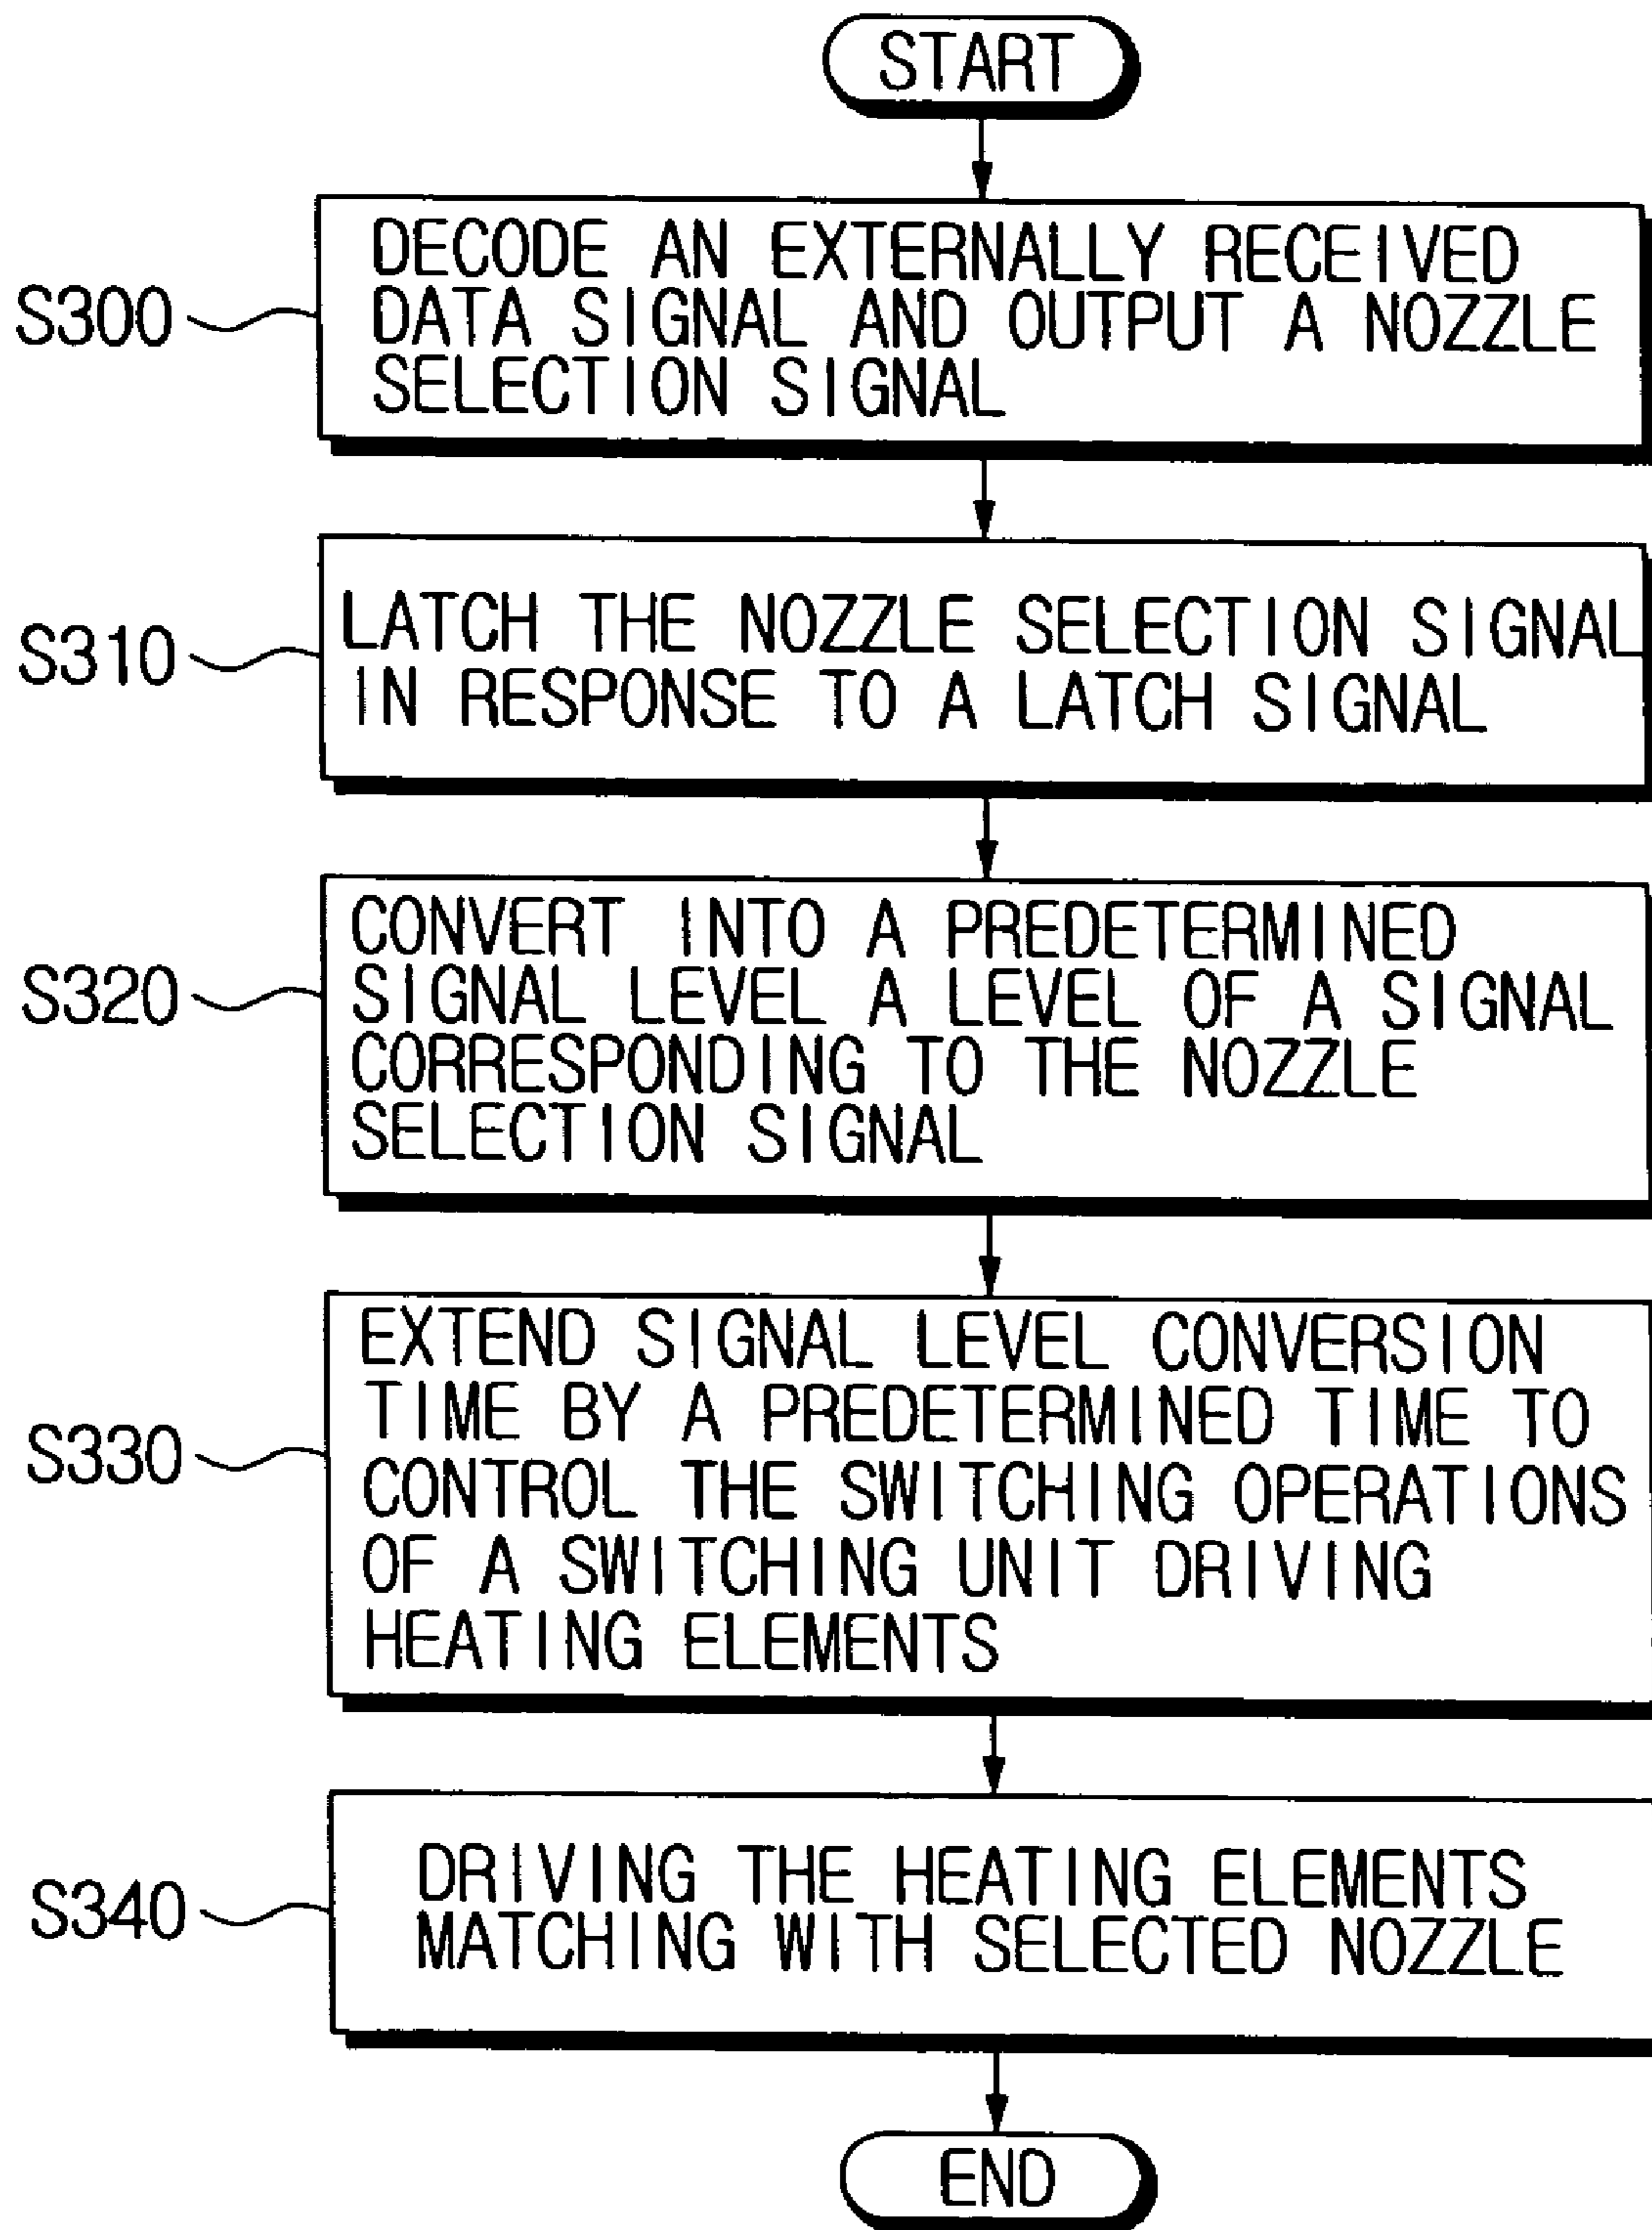 START
S300
DECODE AN EXTERNALLY RECEIVED
DATA SIGNAL AND OUTPUT A NOZZLE
SELECTION SIGNAL
S310
LATCH THE NOZZLE SELECTION SIGNAL
IN RESPONSE TO A LATCH SIGNAL
S320
CONVERT INTO A PREDETERMINED
SIGNAL LEVEL A LEVEL OF A SIGNAL
CORRESPONDING TO THE NOZZLE
SELECTION SIGNAL
S330
EXTEND SIGNAL LEVEL CONVERSION
TIME BY A PREDETERMINED TIME TO
CONTROL THE SWITCHING OPERATIONS
OF A SWITCHING UNIT DRIVING
HEATING ELEMENTS
S340
DRIVING THE HEATING ELEMENTS
MATCHING WITH SELECTED NOZZLE
END